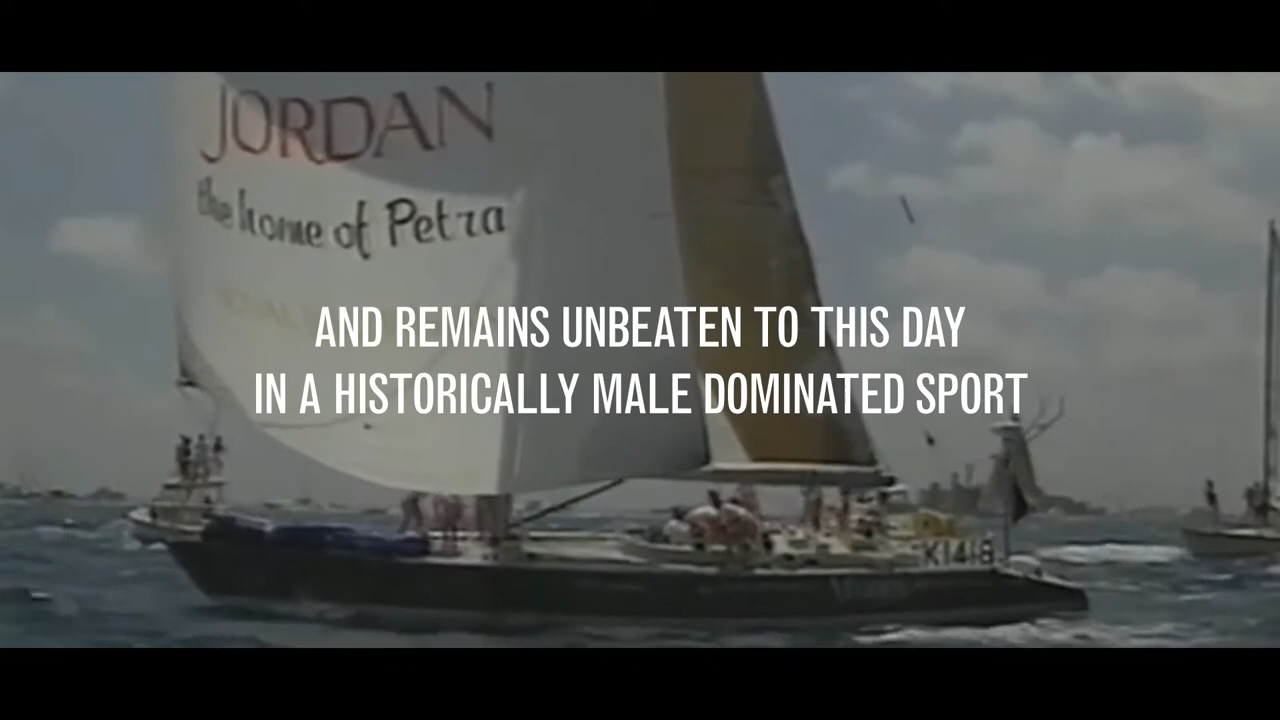 JORDAN
the home of Petra
AND REMAINS UNBEATEN TO THIS DAY
IN A HISTORICALLY MALE DOMINATED SPORT
K1418